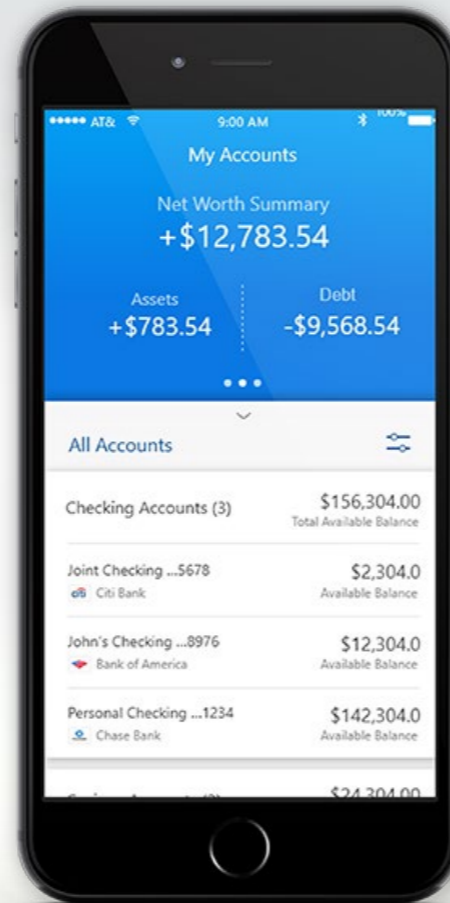 AT& 9:00 AM 100%
My Accounts
Net Worth Summary
+$12,783.54
Assets Debt
+$783.54 -$9,568.54
All Accounts
Checking Accounts (3) $156,304.00
Total Available Balance
Joint Checking ...5678 $2,304.0
citi Citi Bank Available Balance
John's Checking ...8976 $12,304.0
Bank of America Available Balance
Personal Checking ...1234 $142,304.0
Chase Bank Available Balance
$24,304.00